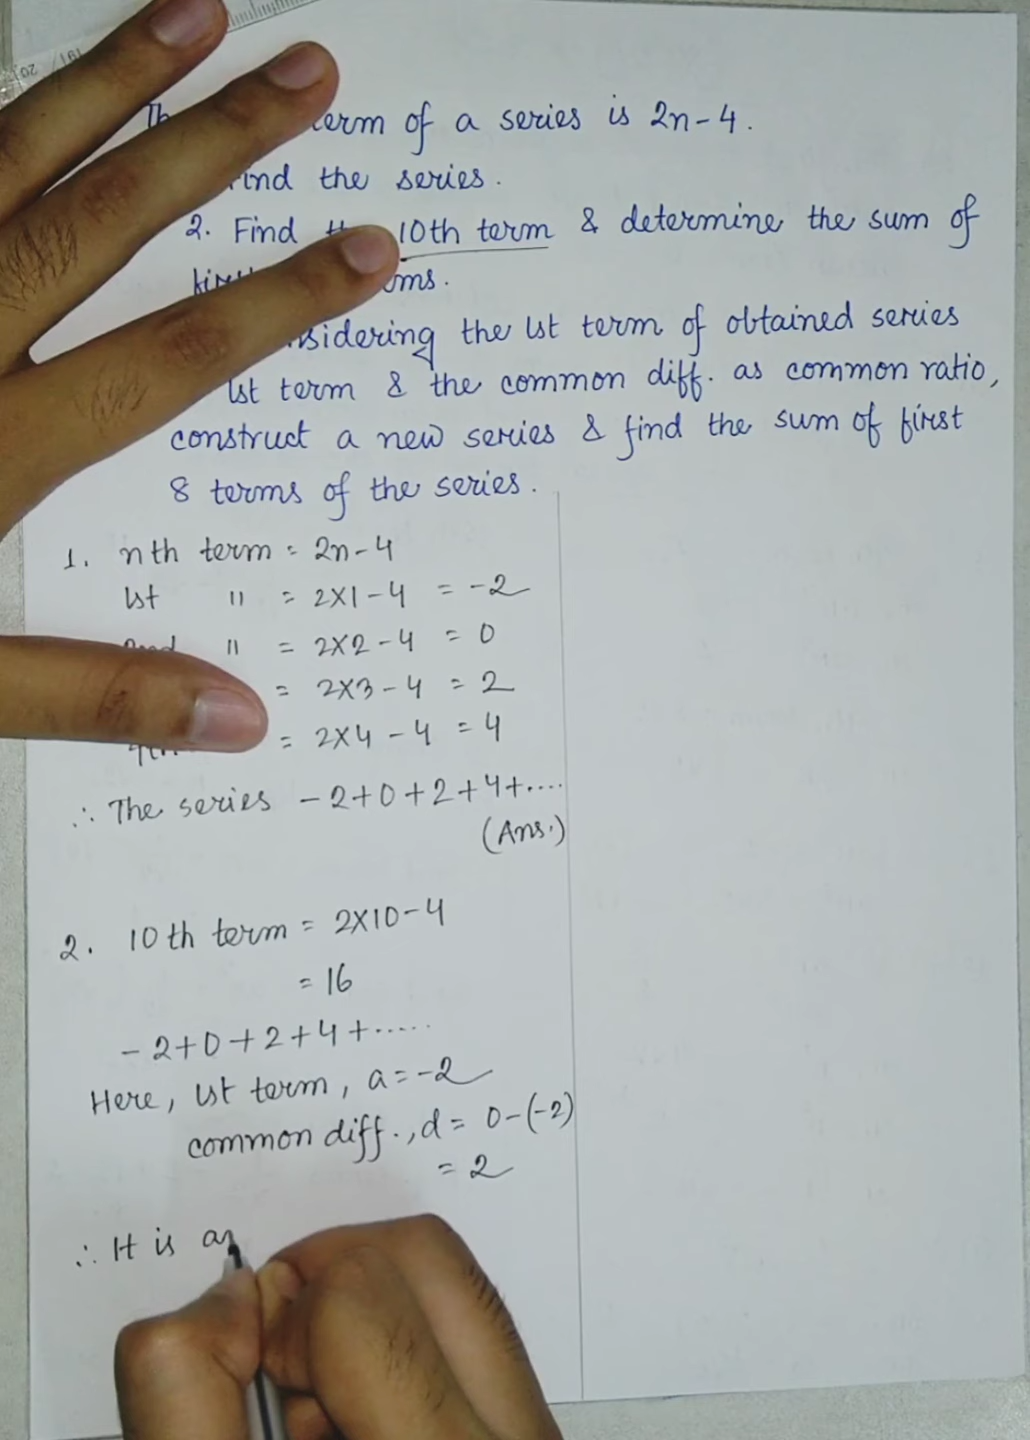 term of a series is 2n-4.
the series.
2. Find 10th term & determine the sum of
the 1st term of obtained series
1st term & the common diff. as common ratio,
construct a new series & find the sum of first
8 terms of the series.
1. nth term = 2n-4
1st " = 2×1-4 = -2
" = 2×2-4 = 0
= 2×3-4 = 2
= 2×4-4 = 4
∴ The series -2+0+2+4+....
(Ans.)
2. 10th term = 2×10-4
= 16
-2+0+2+4+.....
Here, 1st term, a=-2
common diff., d = 0-(-2)
= 2
∴ It is